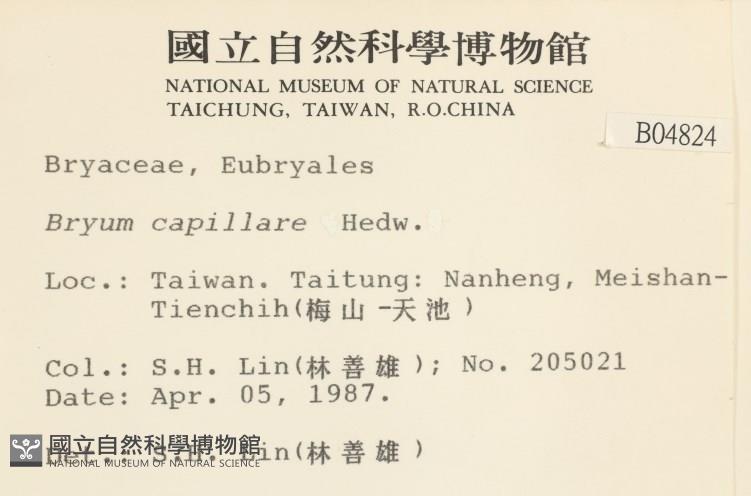 國立自然科學博物館
NATIONAL MUSEUM OF NATURAL SCIENCE
TAICHUNG, TAIWAN, R.O.CHINA
B04824
Bryaceae, Eubryales
Bryum capillare Hedw.
Loc.: Taiwan. Taitung: Nanheng, Meishan-
Tienchih(梅山-天池)
Col.: S.H. Lin(林善雄); No. 205021
Date: Apr. 05, 1987.
Det.: S.H. Lin(林善雄)
國立自然科學博物館
NATIONAL MUSEUM OF NATURAL SCIENCE